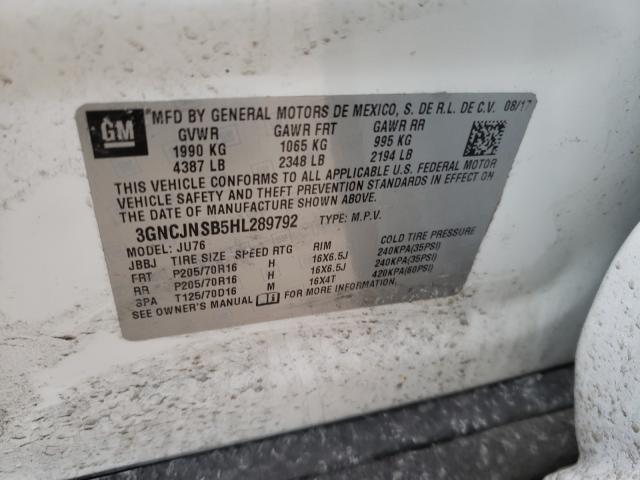 GM
MFD BY GENERAL MOTORS DE MEXICO, S. DE R.L. DE C.V. 08/17
GVWR GAWR FRT GAWR RR
1990 KG 1065 KG 995 KG
4387 LB 2348 LB 2194 LB
THIS VEHICLE CONFORMS TO ALL APPLICABLE U.S. FEDERAL MOTOR
VEHICLE SAFETY AND THEFT PREVENTION STANDARDS IN EFFECT ON
THE DATE OF MANUFACTURE SHOWN ABOVE.
3GNCJNSB5HL289792 TYPE: M.P.V.
MODEL: JU76
JBBJ TIRE SIZE SPEED RTG RIM COLD TIRE PRESSURE
FRT P205/70R16 H 16X6.5J 240KPA(35PSI)
RR P205/70R16 H 16X6.5J 240KPA(35PSI)
SPA T125/70D16 M 16X4T 420KPA(60PSI)
SEE OWNER'S MANUAL FOR MORE INFORMATION.